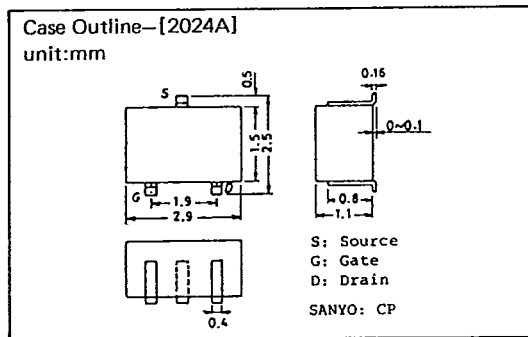 Case Outline–[2024A]
unit:mm
S
0.5
0.16
1.5
2.5
0~0.1
G
D
1.9
2.9
0.8
1.1
S: Source
G: Gate
D: Drain
SANYO: CP
0.4